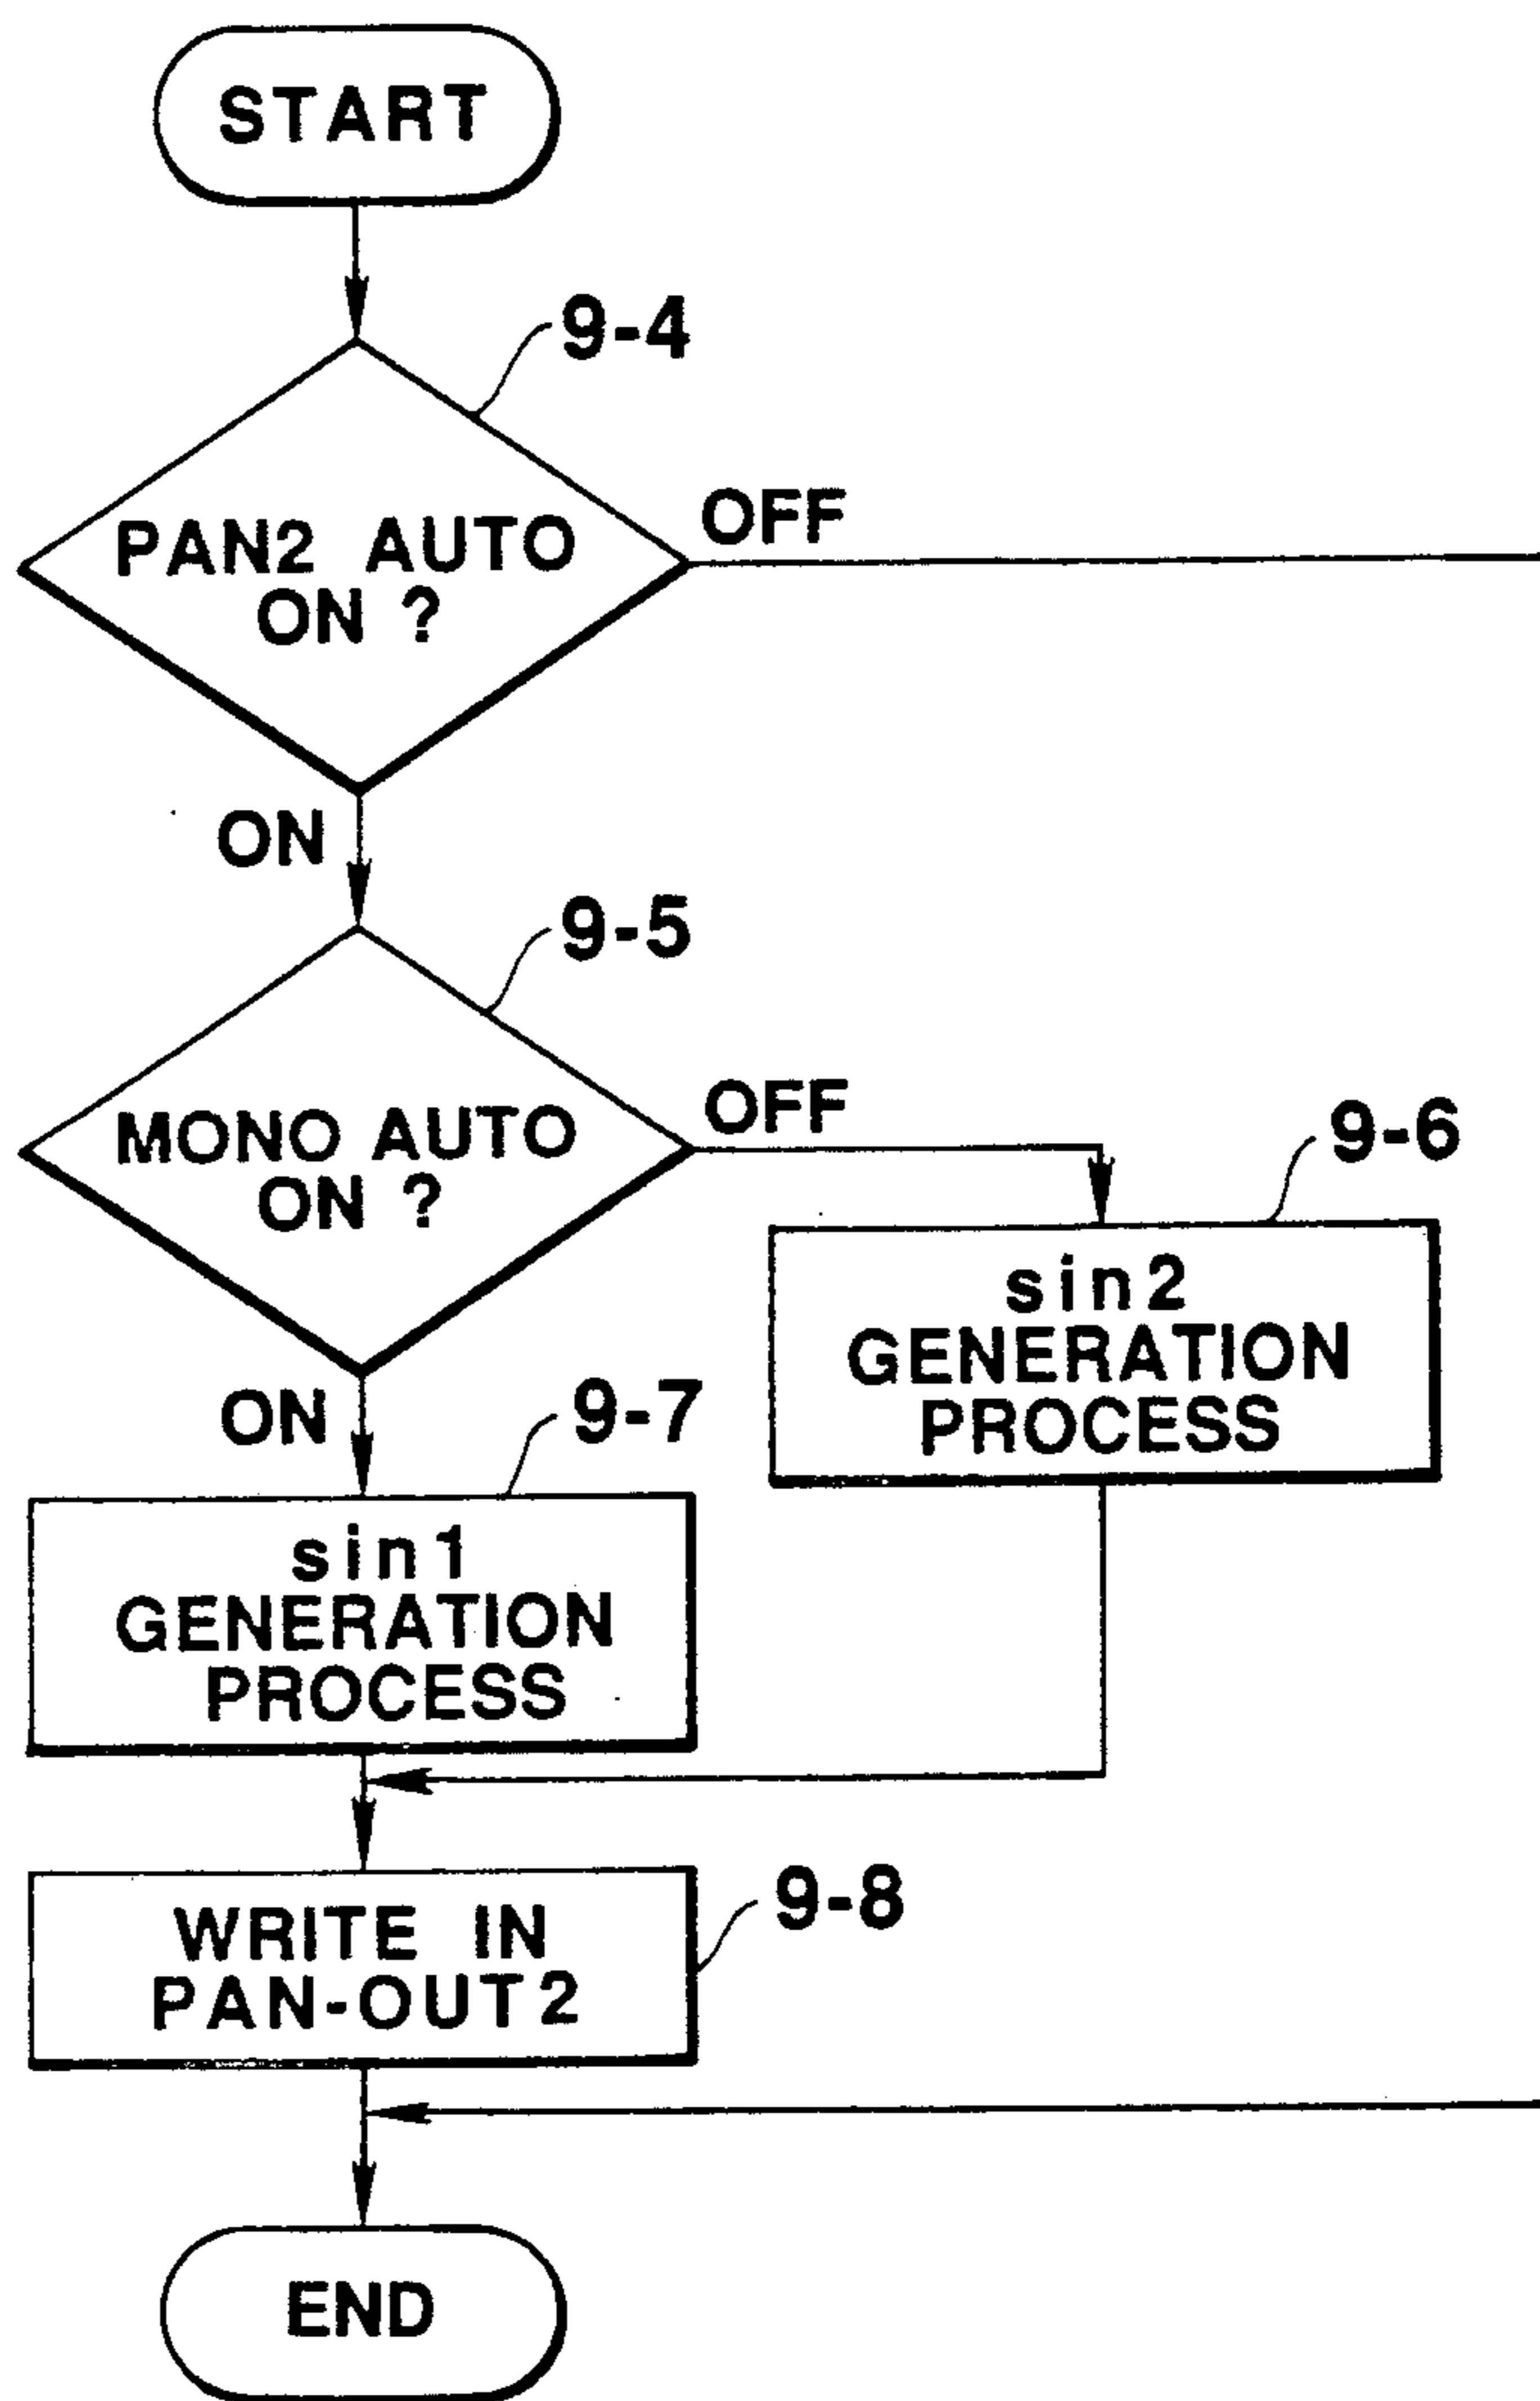 START
9-4
PAN2 AUTO
ON ?
OFF
ON
9-5
MONO AUTO
ON ?
OFF
9-6
sin2
GENERATION
PROCESS
ON
9-7
sin1
GENERATION
PROCESS
WRITE IN
PAN-OUT2
9-8
END